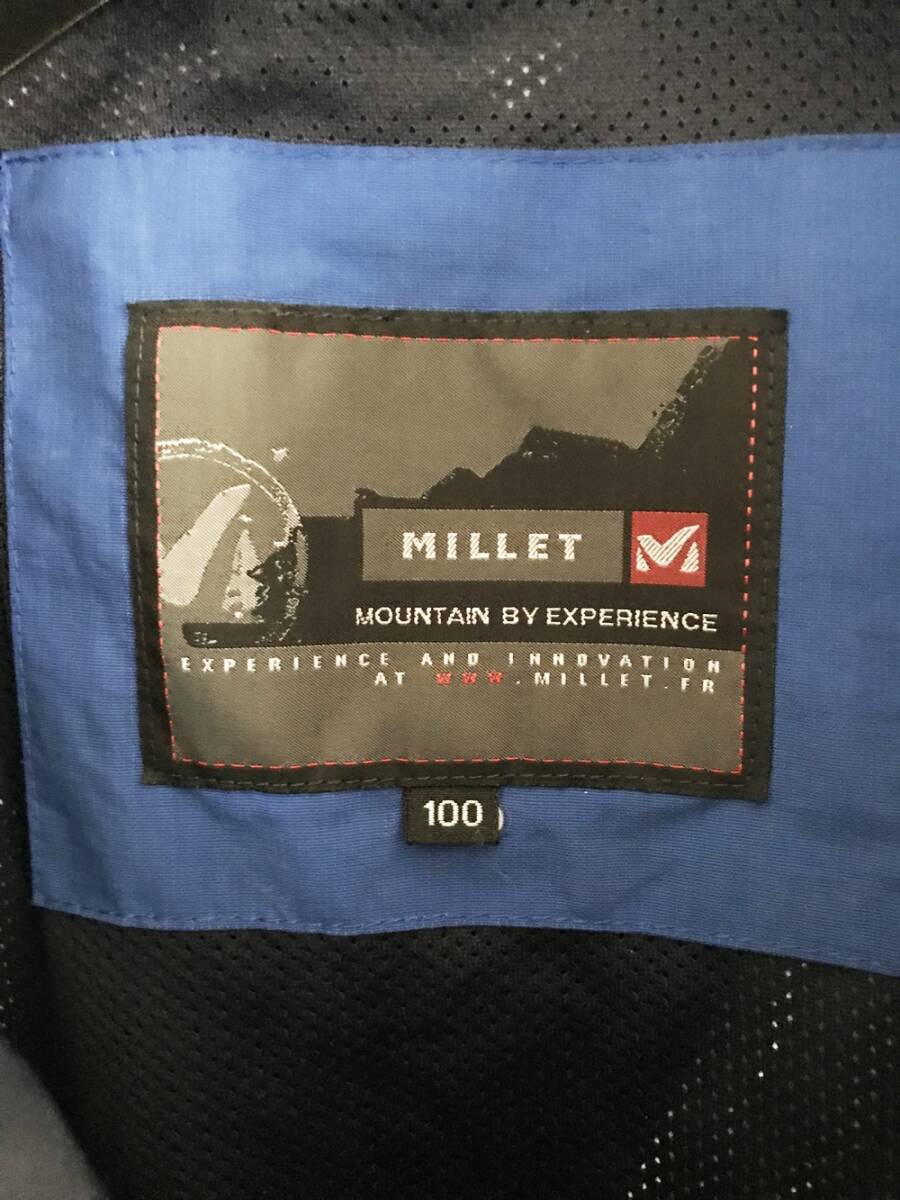 MILLET
MOUNTAIN BY EXPERIENCE
EXPERIENCE AND INNOVATION
AT WWW.MILLET.FR
100